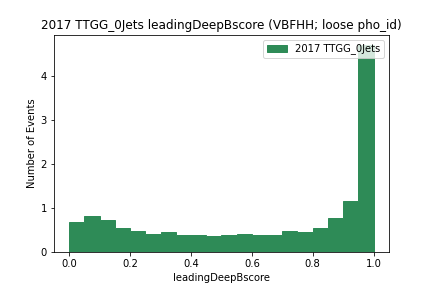 2017 TTGG_0Jets leadingDeepBscore (VBFHH; loose pho_id)
2017 TTGG_0Jets
Number of Events
4
3
2
1
0
0.0 0.2 0.4 0.6 0.8 1.0
leadingDeepBscore